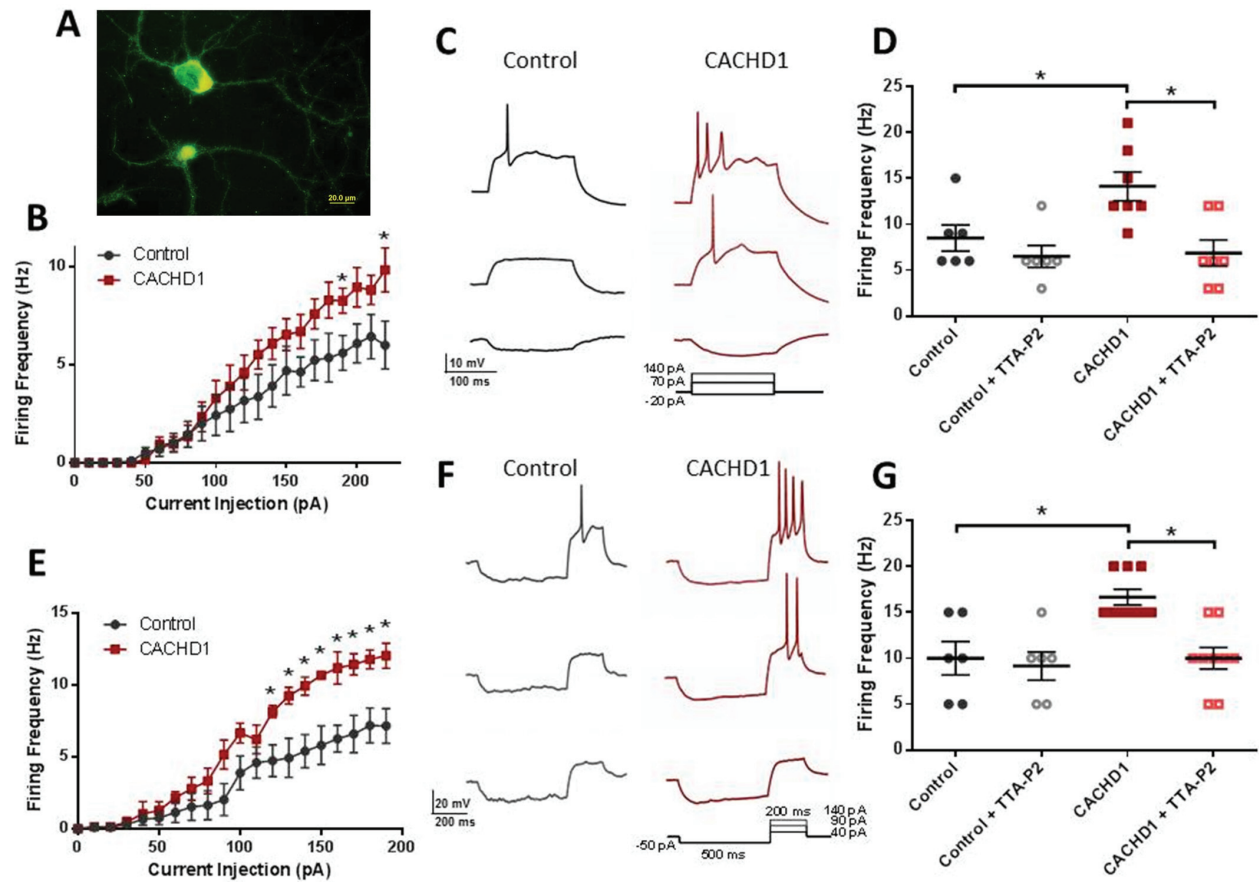 A
20.0 µm
B
Control
CACHD1
*
*
10
5
0
Firing Frequency (Hz)
0
50
100
150
200
Current Injection (pA)
C
Control
CACHD1
10 mV
100 ms
140 pA
70 pA
-20 pA
D
25
20
15
10
5
0
Firing Frequency (Hz)
*
*
Control
Control + TTA-P2
CACHD1
CACHD1 + TTA-P2
E
15
10
5
0
Firing Frequency (Hz)
Control
CACHD1
* * * * * * * *
0
50
100
150
200
Current Injection (pA)
F
Control
CACHD1
20 mV
200 ms
200 ms
140 pA
90 pA
40 pA
-50 pA
500 ms
G
25
20
15
10
5
0
Firing Frequency (Hz)
*
*
Control
Control + TTA-P2
CACHD1
CACHD1 + TTA-P2